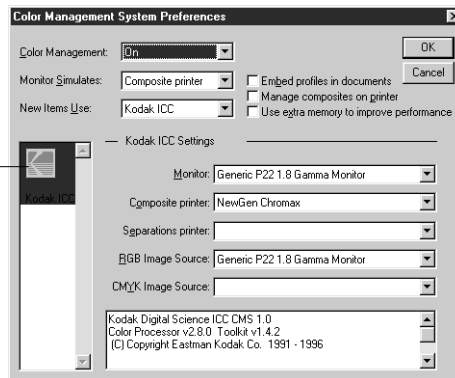 Color Management System Preferences
Color Management: On
OK
Monitor Simulates: Composite printer
Embed profiles in documents
Cancel
Manage composites on printer
New Items Use: Kodak ICC
Use extra memory to improve performance
Kodak ICC Settings
Kodak ICC
Monitor: Generic P22 1.8 Gamma Monitor
Composite printer: NewGen Chromax
Separations printer:
RGB Image Source: Generic P22 1.8 Gamma Monitor
CMYK Image Source:
Kodak Digital Science ICC CMS 1.0
Color Processor v2.8.0 Toolkit v1.4.2
(C) Copyright Eastman Kodak Co. 1991 - 1996